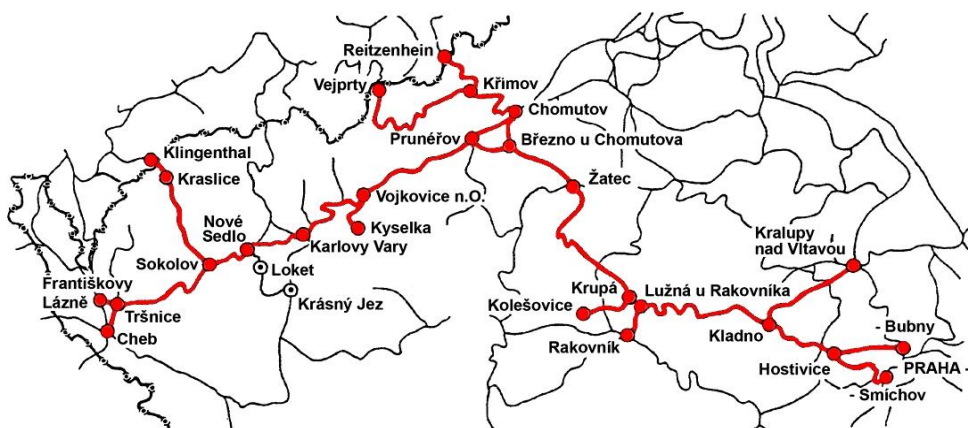 Reitzenhein
Vejprty
Křimov
Chomutov
Prunéřov
Březno u Chomutova
Klingenthal
Kraslice
Žatec
Vojkovice n.O.
Nové
Sedlo
Kyselka
Karlovy Vary
Kralupy
nad Vltavou
Sokolov
Loket
Františkovy
Lázně
Tršnice
Krásný Jez
Krupá
Lužná u Rakovníka
Kolešovice
Cheb
Rakovník
Kladno
- Bubny
Hostivice
PRAHA -
- Smíchov